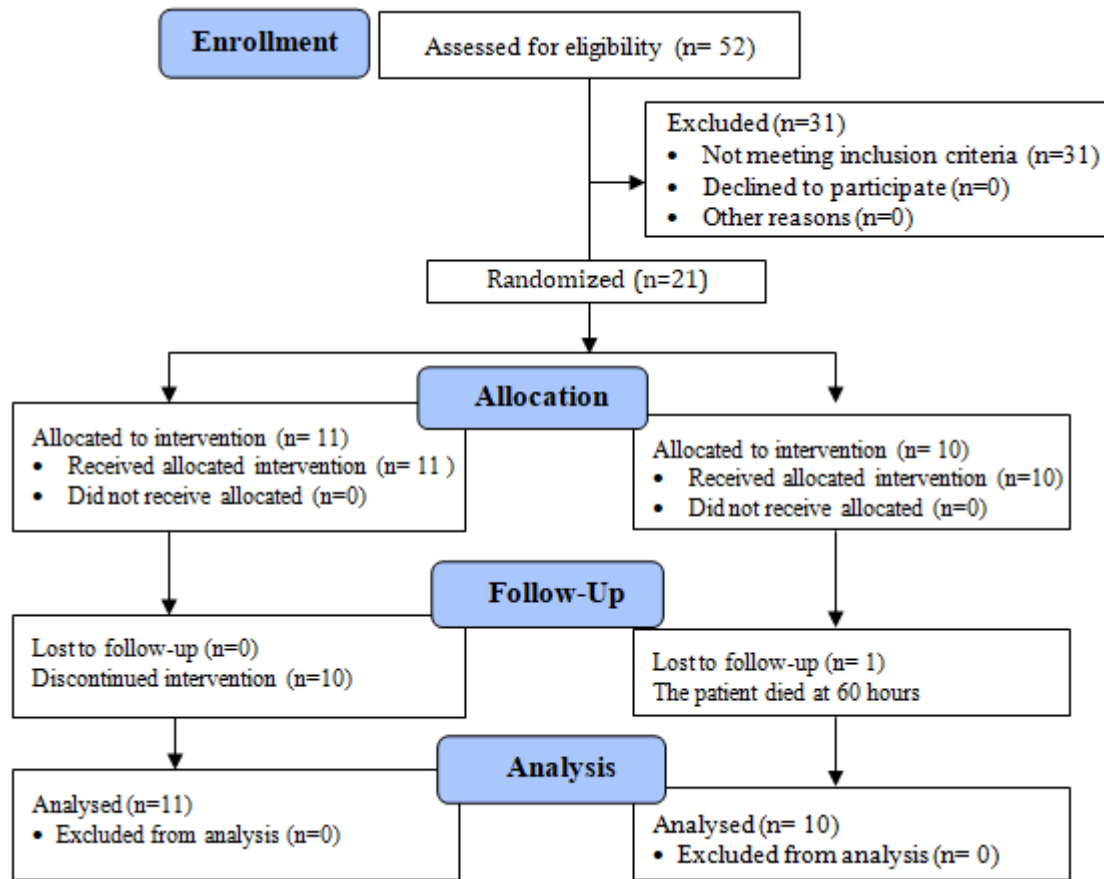 Enrollment
Assessed for eligibility (n= 52)
Excluded (n=31)
• Not meeting inclusion criteria (n=31)
• Declined to participate (n=0)
• Other reasons (n=0)
Randomized (n=21)
Allocation
Allocated to intervention (n= 11)
• Received allocated intervention (n= 11 )
• Did not receive allocated (n=0)
Allocated to intervention (n= 10)
• Received allocated intervention (n=10)
• Did not receive allocated (n=0)
Follow-Up
Lost to follow-up (n=0)
Discontinued intervention (n=10)
Lost to follow-up (n= 1)
The patient died at 60 hours
Analysis
Analysed (n=11)
• Excluded from analysis (n=0)
Analysed (n= 10)
• Excluded from analysis (n= 0)